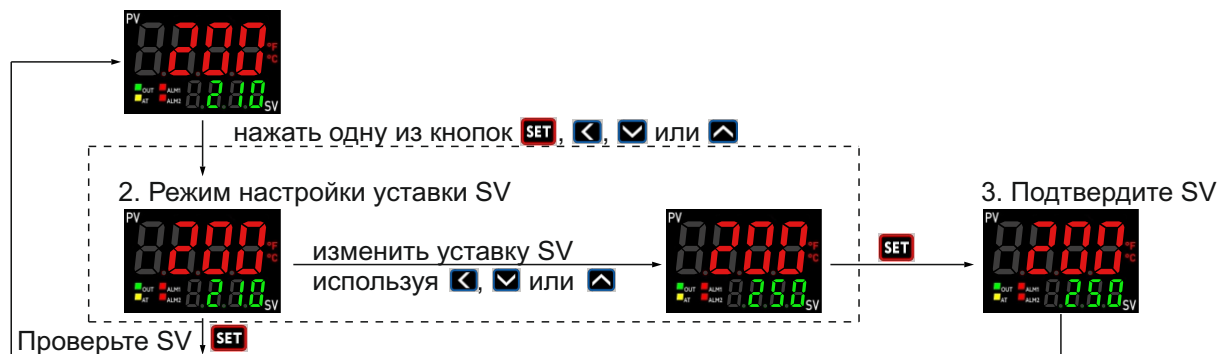 PV
200
°F
°C
OUT ALM1
AT ALM2
210 SV
нажать одну из кнопок SET, <, ∨ или ∧
2. Режим настройки уставки SV
3. Подтвердите SV
PV
200
°F
°C
OUT ALM1
AT ALM2
210 SV
изменить уставку SV
используя <, ∨ или ∧
PV
200
°F
°C
OUT ALM1
AT ALM2
250 SV
SET
PV
200
°F
°C
OUT ALM1
AT ALM2
250 SV
Проверьте SV SET